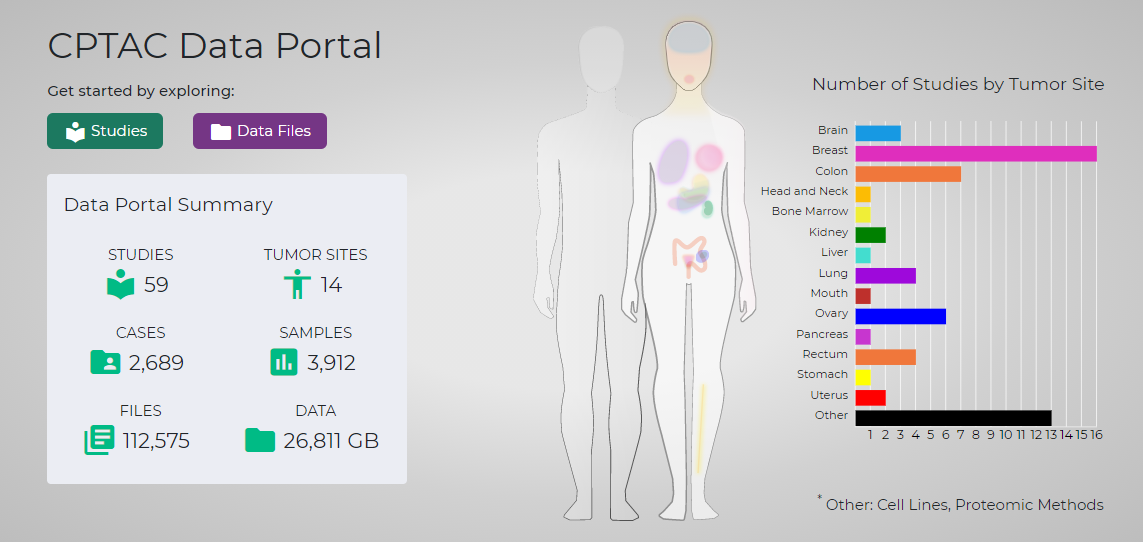 CPTAC Data Portal
Get started by exploring:
Studies
Data Files
Data Portal Summary
STUDIES
59
TUMOR SITES
14
CASES
2,689
SAMPLES
3,912
FILES
112,575
DATA
26,811 GB
Number of Studies by Tumor Site
Brain
Breast
Colon
Head and Neck
Bone Marrow
Kidney
Liver
Lung
Mouth
Ovary
Pancreas
Rectum
Stomach
Uterus
Other
1 2 3 4 5 6 7 8 9 10 11 12 13 14 15 16
* Other: Cell Lines, Proteomic Methods